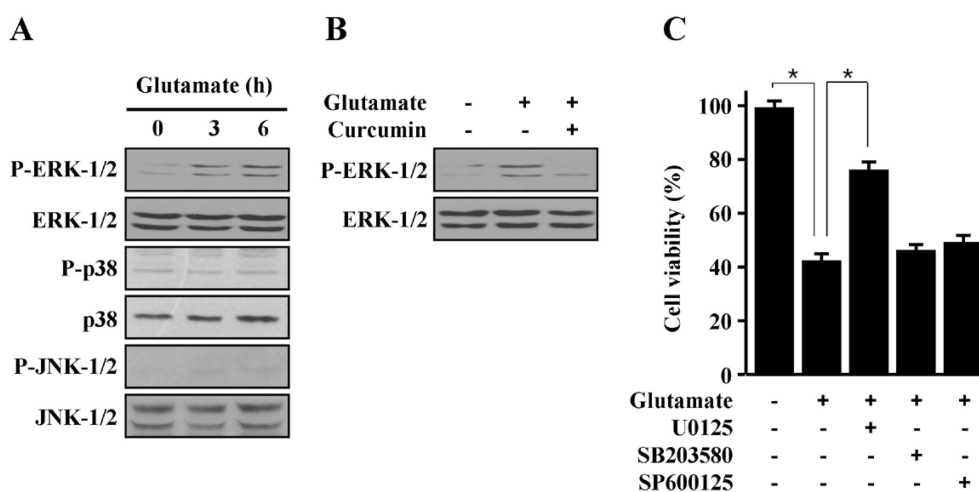 A
Glutamate (h)
0 3 6
P-ERK-1/2
ERK-1/2
P-p38
p38
P-JNK-1/2
JNK-1/2
B
Glutamate - + +
Curcumin - - +
P-ERK-1/2
ERK-1/2
C
* *
Cell viability (%)
100
80
60
40
20
0
Glutamate - + + + +
U0125 - - + - -
SB203580 - - - + -
SP600125 - - - - +